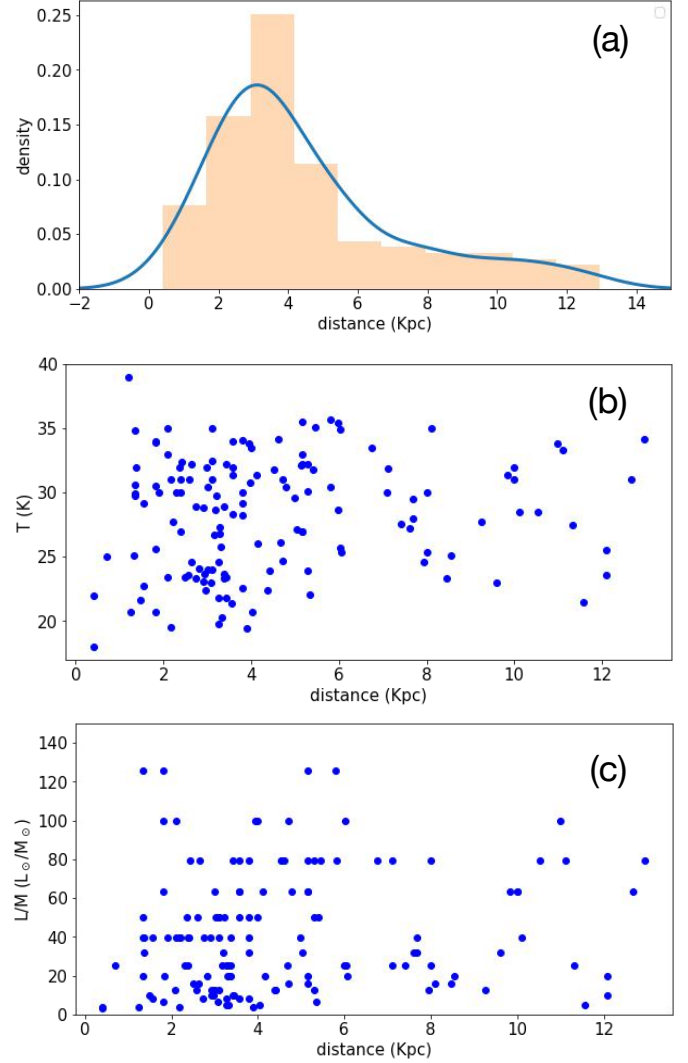 (a)
0.25
0.20
0.15
0.10
0.05
0.00
density
−2 0 2 4 6 8 10 12 14
distance (Kpc)
(b)
40
35
30
25
20
T (K)
0 2 4 6 8 10 12
distance (Kpc)
(c)
140
120
100
80
60
40
20
0
L/M (L⊙/M⊙)
0 2 4 6 8 10 12
distance (Kpc)